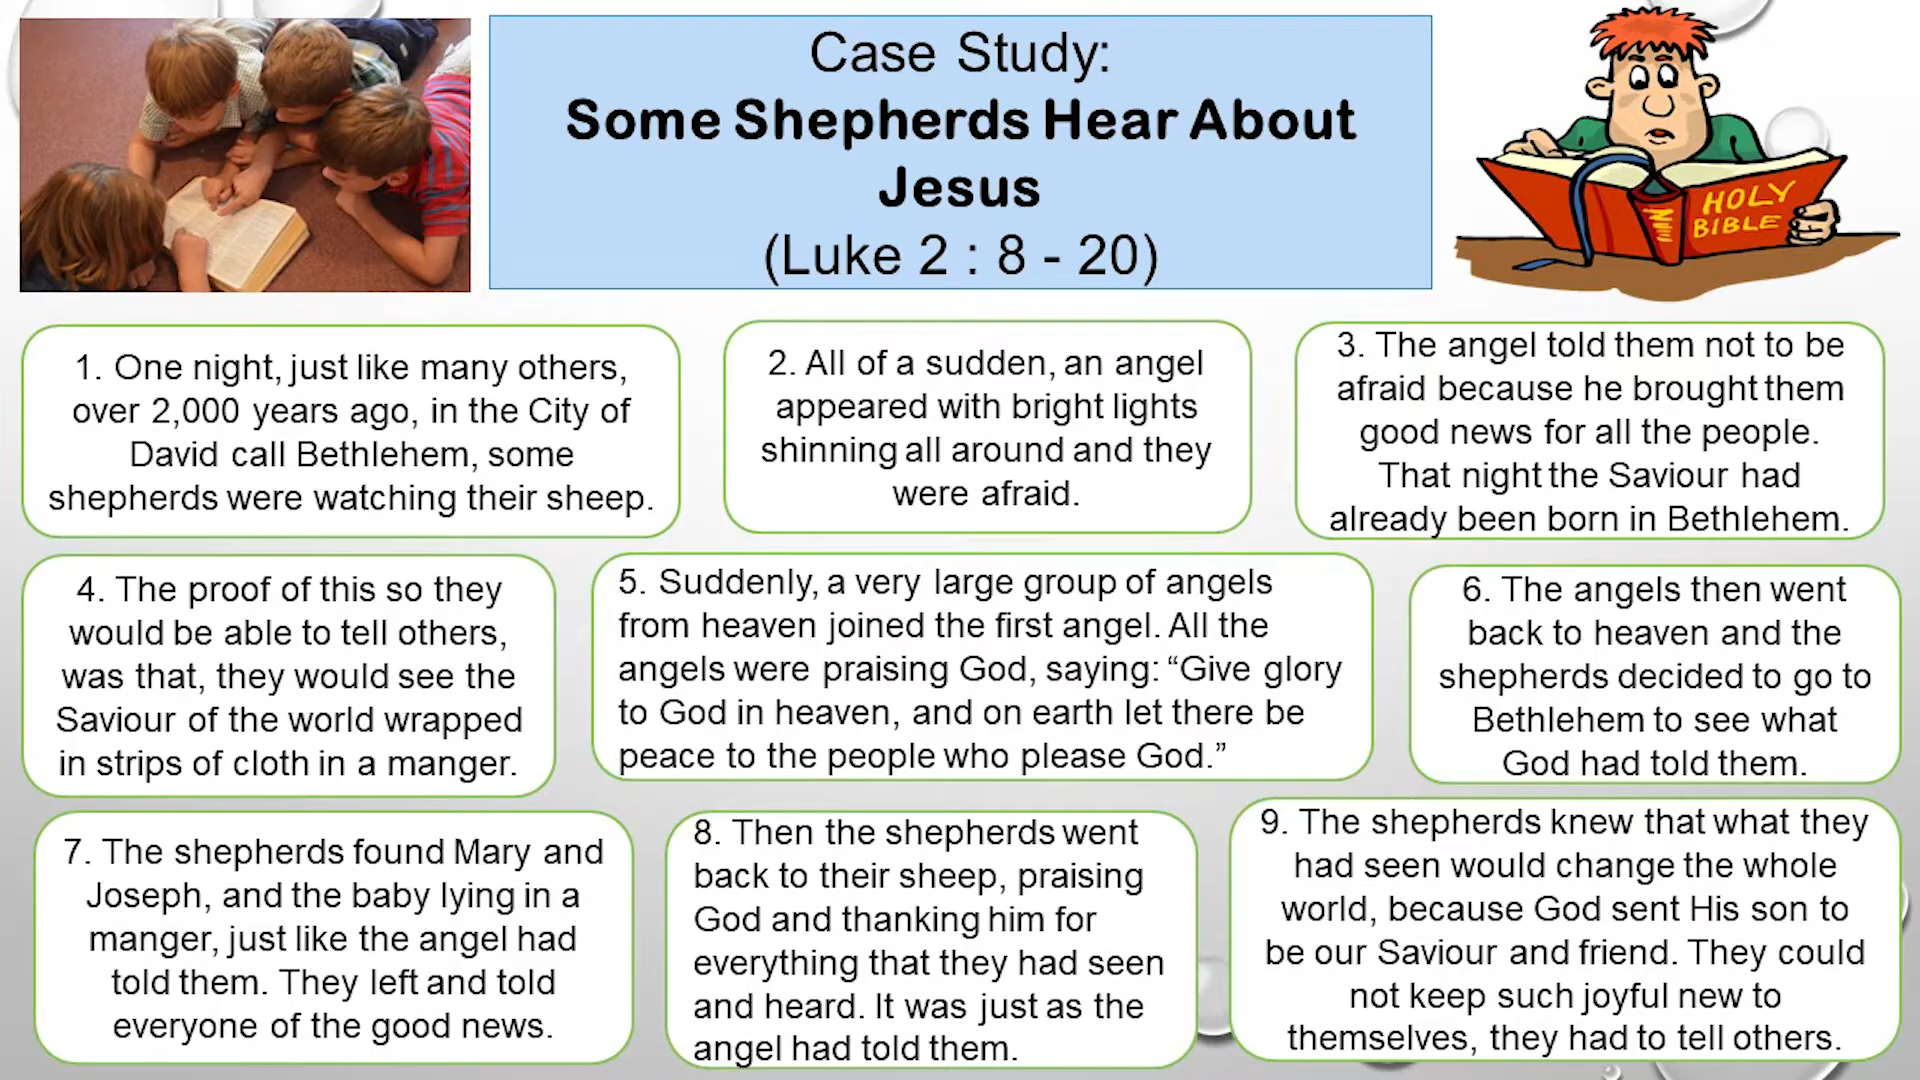 Case Study:
Some Shepherds Hear About
Jesus
(Luke 2 : 8 - 20)
HOLY
BIBLE
1. One night, just like many others,
over 2,000 years ago, in the City of
David call Bethlehem, some
shepherds were watching their sheep.
2. All of a sudden, an angel
appeared with bright lights
shinning all around and they
were afraid.
3. The angel told them not to be
afraid because he brought them
good news for all the people.
That night the Saviour had
already been born in Bethlehem.
4. The proof of this so they
would be able to tell others,
was that, they would see the
Saviour of the world wrapped
in strips of cloth in a manger.
5. Suddenly, a very large group of angels
from heaven joined the first angel. All the
angels were praising God, saying: “Give glory
to God in heaven, and on earth let there be
peace to the people who please God.”
6. The angels then went
back to heaven and the
shepherds decided to go to
Bethlehem to see what
God had told them.
7. The shepherds found Mary and
Joseph, and the baby lying in a
manger, just like the angel had
told them. They left and told
everyone of the good news.
8. Then the shepherds went
back to their sheep, praising
God and thanking him for
everything that they had seen
and heard. It was just as the
angel had told them.
9. The shepherds knew that what they
had seen would change the whole
world, because God sent His son to
be our Saviour and friend. They could
not keep such joyful new to
themselves, they had to tell others.